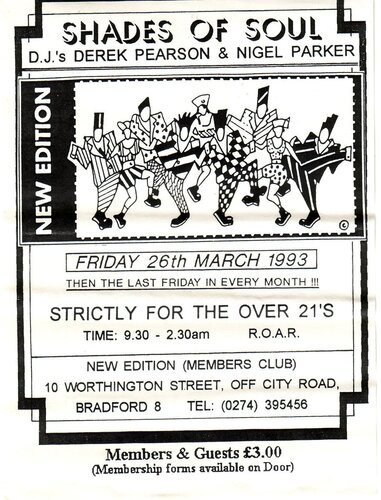 SHADES OF SOUL
D.J.'s DEREK PEARSON & NIGEL PARKER
NEW EDITION
©
FRIDAY 26th MARCH 1993
THEN THE LAST FRIDAY IN EVERY MONTH !!!
STRICTLY FOR THE OVER 21'S
TIME: 9.30 - 2.30am R.O.A.R.
NEW EDITION (MEMBERS CLUB)
10 WORTHINGTON STREET, OFF CITY ROAD,
BRADFORD 8 TEL: (0274) 395456
Members & Guests £3.00
(Membership forms available on Door)